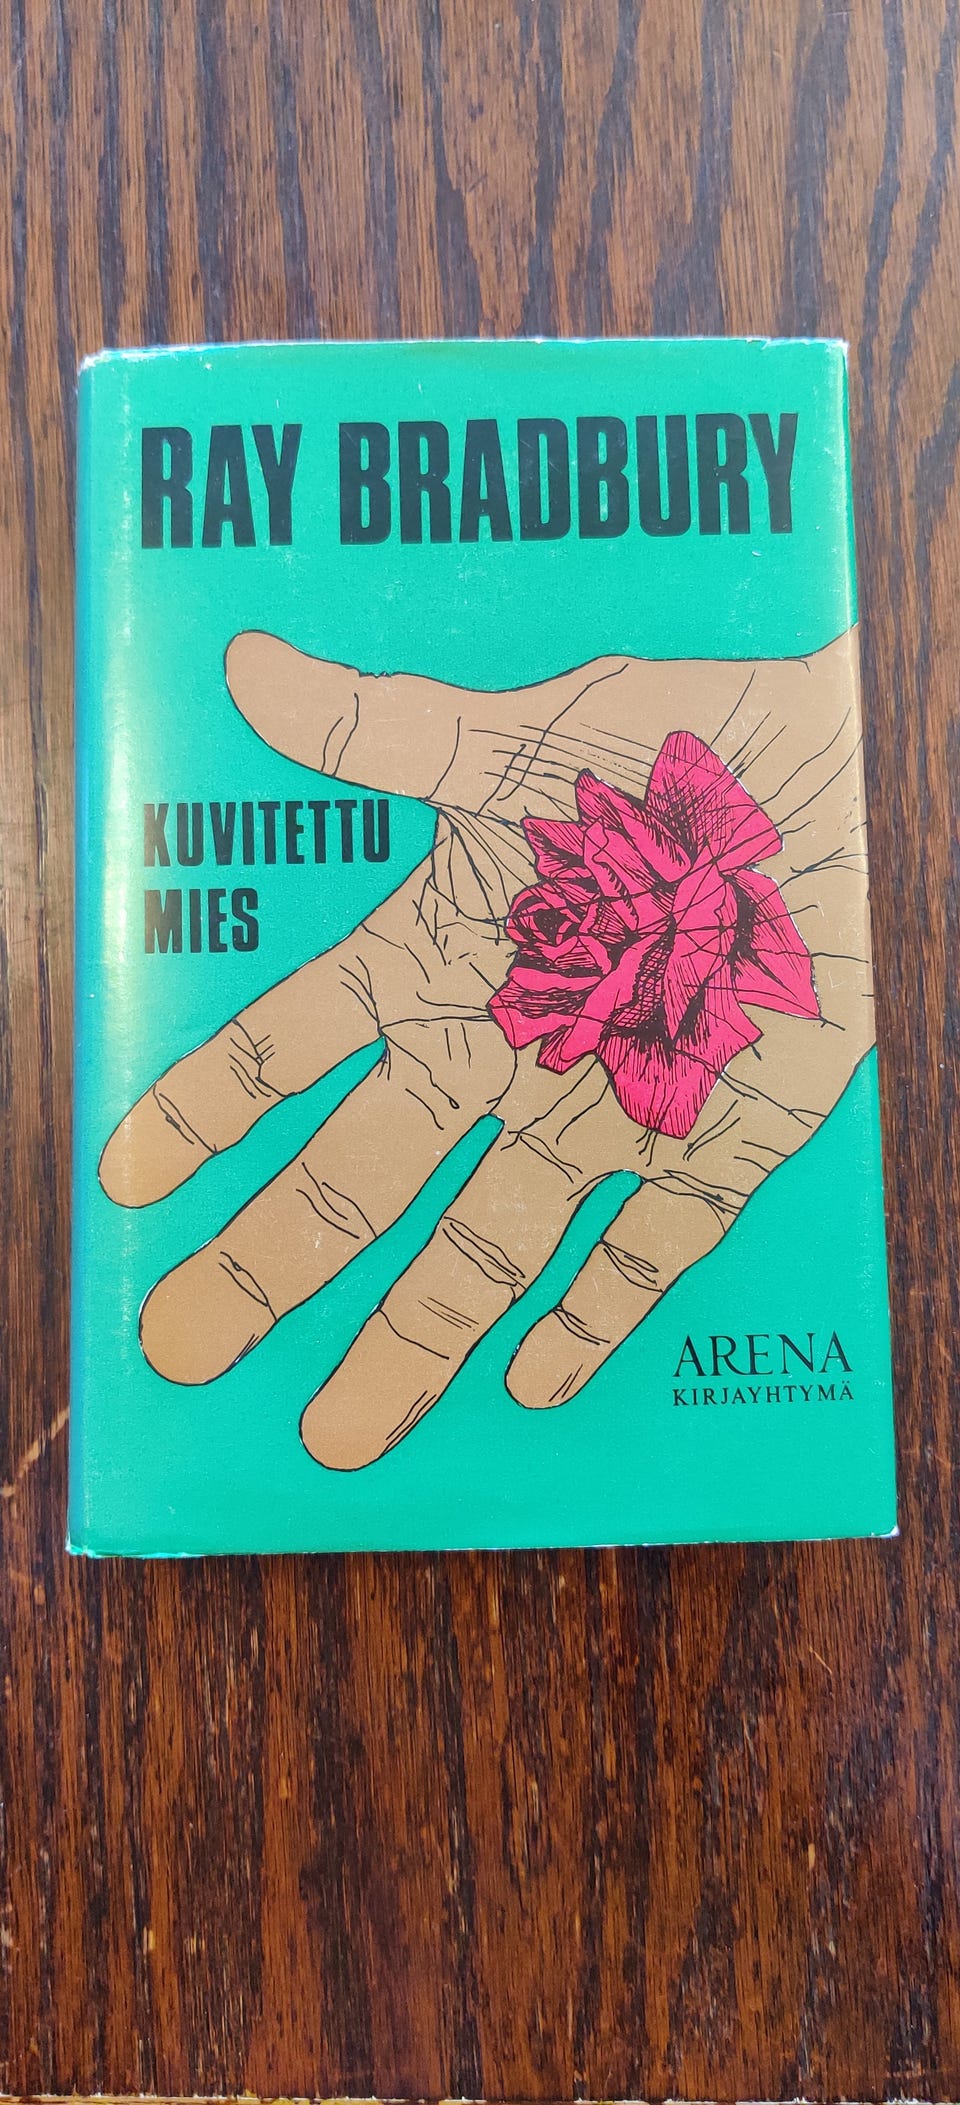 RAY BRADBURY
KUVITETTU
MIES
ARENA
KIRJAYHTYMÄ